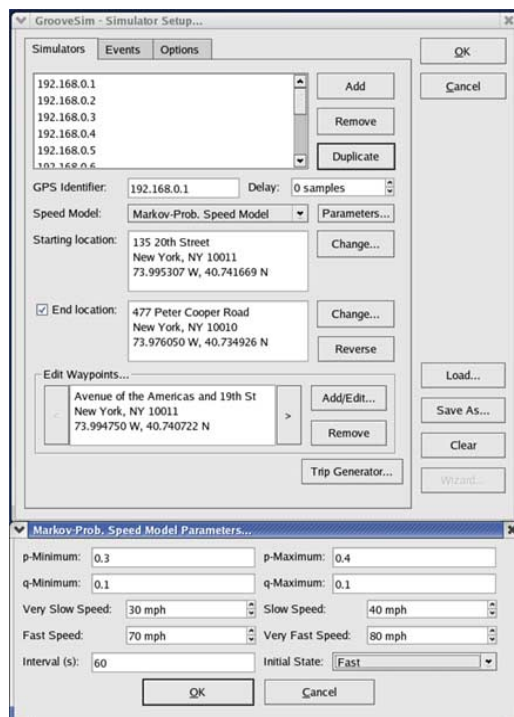 GrooveSim - Simulator Setup...
Simulators Events Options
OK
Cancel
192.168.0.1
192.168.0.2
192.168.0.3
192.168.0.4
192.168.0.5
192.168.0.6
Add
Remove
Duplicate
GPS Identifier: 192.168.0.1 Delay: 0 samples
Speed Model: Markov-Prob. Speed Model Parameters...
Starting location: 135 20th Street
New York, NY 10011
73.995307 W, 40.741669 N
Change...
End location: 477 Peter Cooper Road
New York, NY 10010
73.976050 W, 40.734926 N
Change...
Reverse
Edit Waypoints...
< Avenue of the Americas and 19th St
New York, NY 10011
73.994750 W, 40.740722 N
>
Add/Edit...
Remove
Trip Generator...
Load...
Save As...
Clear
Wizard...
Markov-Prob. Speed Model Parameters...
p-Minimum: 0.3 p-Maximum: 0.4
q-Minimum: 0.1 q-Maximum: 0.1
Very Slow Speed: 30 mph Slow Speed: 40 mph
Fast Speed: 70 mph Very Fast Speed: 80 mph
Interval (s): 60 Initial State: Fast
OK Cancel